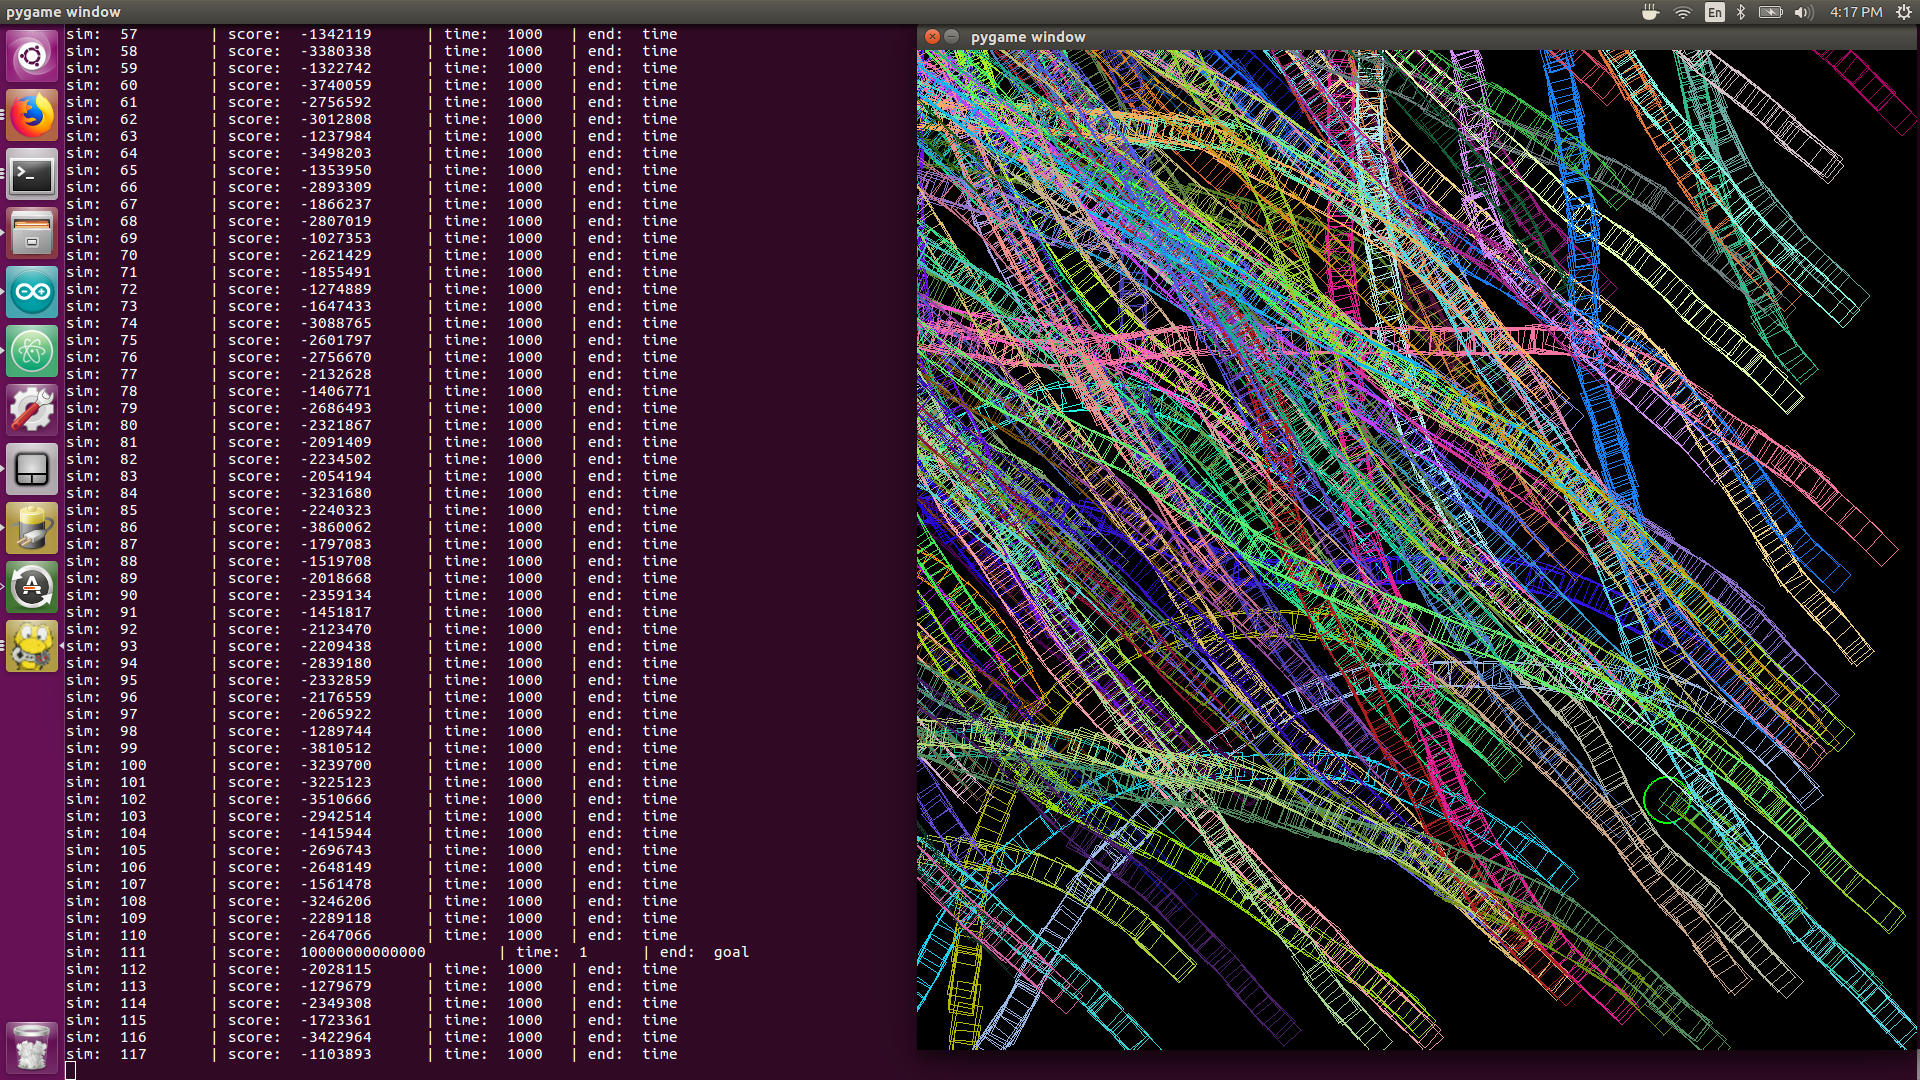 pygame window
En
4:17 PM
sim: 57 | score: -1342119 | time: 1000 | end: time
sim: 58 | score: -3380338 | time: 1000 | end: time
sim: 59 | score: -1322742 | time: 1000 | end: time
sim: 60 | score: -3740059 | time: 1000 | end: time
sim: 61 | score: -2756592 | time: 1000 | end: time
sim: 62 | score: -3012808 | time: 1000 | end: time
sim: 63 | score: -1237984 | time: 1000 | end: time
sim: 64 | score: -3498203 | time: 1000 | end: time
sim: 65 | score: -1353950 | time: 1000 | end: time
sim: 66 | score: -2893309 | time: 1000 | end: time
sim: 67 | score: -1866237 | time: 1000 | end: time
sim: 68 | score: -2807019 | time: 1000 | end: time
sim: 69 | score: -1027353 | time: 1000 | end: time
sim: 70 | score: -2621429 | time: 1000 | end: time
sim: 71 | score: -1855491 | time: 1000 | end: time
sim: 72 | score: -1274889 | time: 1000 | end: time
sim: 73 | score: -1647433 | time: 1000 | end: time
sim: 74 | score: -3088765 | time: 1000 | end: time
sim: 75 | score: -2601797 | time: 1000 | end: time
sim: 76 | score: -2756670 | time: 1000 | end: time
sim: 77 | score: -2132628 | time: 1000 | end: time
sim: 78 | score: -1406771 | time: 1000 | end: time
sim: 79 | score: -2686493 | time: 1000 | end: time
sim: 80 | score: -2321867 | time: 1000 | end: time
sim: 81 | score: -2091409 | time: 1000 | end: time
sim: 82 | score: -2234502 | time: 1000 | end: time
sim: 83 | score: -2054194 | time: 1000 | end: time
sim: 84 | score: -3231680 | time: 1000 | end: time
sim: 85 | score: -2240323 | time: 1000 | end: time
sim: 86 | score: -3860062 | time: 1000 | end: time
sim: 87 | score: -1797083 | time: 1000 | end: time
sim: 88 | score: -1519708 | time: 1000 | end: time
sim: 89 | score: -2018668 | time: 1000 | end: time
sim: 90 | score: -2359134 | time: 1000 | end: time
sim: 91 | score: -1451817 | time: 1000 | end: time
sim: 92 | score: -2123470 | time: 1000 | end: time
sim: 93 | score: -2209438 | time: 1000 | end: time
sim: 94 | score: -2839180 | time: 1000 | end: time
sim: 95 | score: -2332859 | time: 1000 | end: time
sim: 96 | score: -2176559 | time: 1000 | end: time
sim: 97 | score: -2065922 | time: 1000 | end: time
sim: 98 | score: -1289744 | time: 1000 | end: time
sim: 99 | score: -3810512 | time: 1000 | end: time
sim: 100 | score: -3239700 | time: 1000 | end: time
sim: 101 | score: -3225123 | time: 1000 | end: time
sim: 102 | score: -3510666 | time: 1000 | end: time
sim: 103 | score: -2942514 | time: 1000 | end: time
sim: 104 | score: -1415944 | time: 1000 | end: time
sim: 105 | score: -2696743 | time: 1000 | end: time
sim: 106 | score: -2648149 | time: 1000 | end: time
sim: 107 | score: -1561478 | time: 1000 | end: time
sim: 108 | score: -3246206 | time: 1000 | end: time
sim: 109 | score: -2289118 | time: 1000 | end: time
sim: 110 | score: -2647066 | time: 1000 | end: time
sim: 111 | score: 10000000000000 | time: 1 | end: goal
sim: 112 | score: -2028115 | time: 1000 | end: time
sim: 113 | score: -1279679 | time: 1000 | end: time
sim: 114 | score: -2349308 | time: 1000 | end: time
sim: 115 | score: -1723361 | time: 1000 | end: time
sim: 116 | score: -3422964 | time: 1000 | end: time
sim: 117 | score: -1103893 | time: 1000 | end: time
pygame window